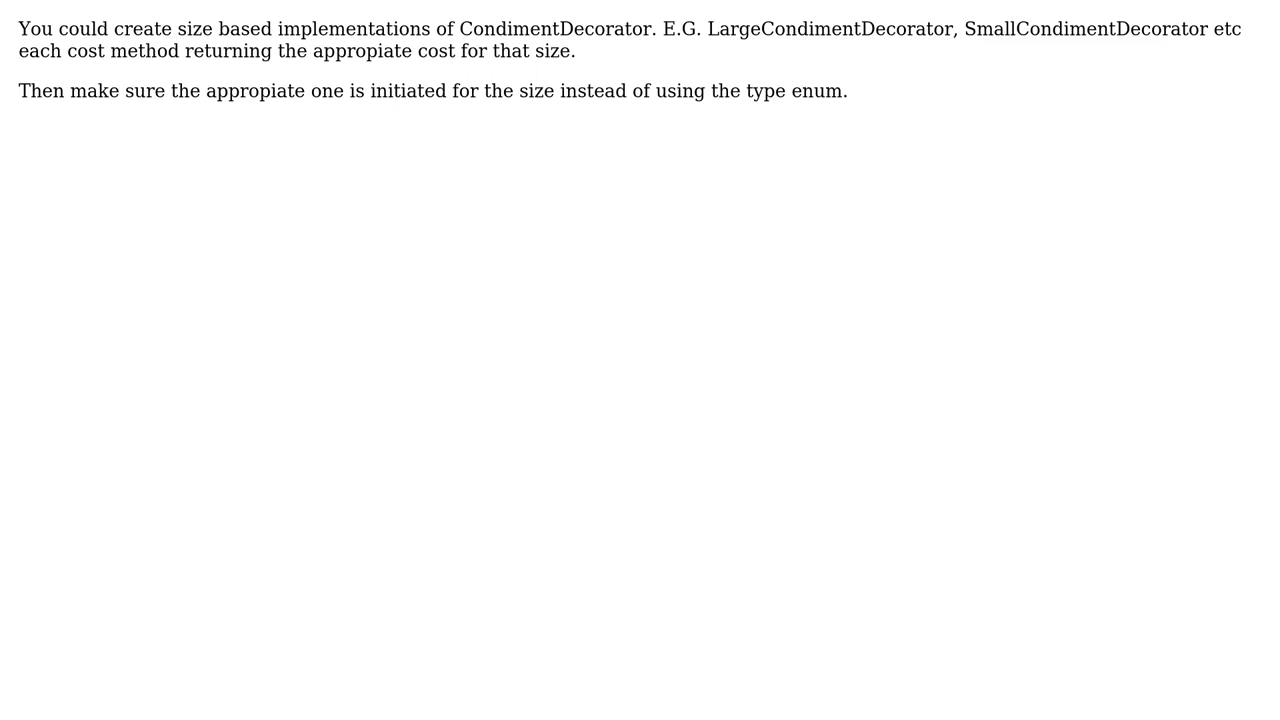 You could create size based implementations of CondimentDecorator. E.G. LargeCondimentDecorator, SmallCondimentDecorator etc
each cost method returning the appropiate cost for that size.
Then make sure the appropiate one is initiated for the size instead of using the type enum.